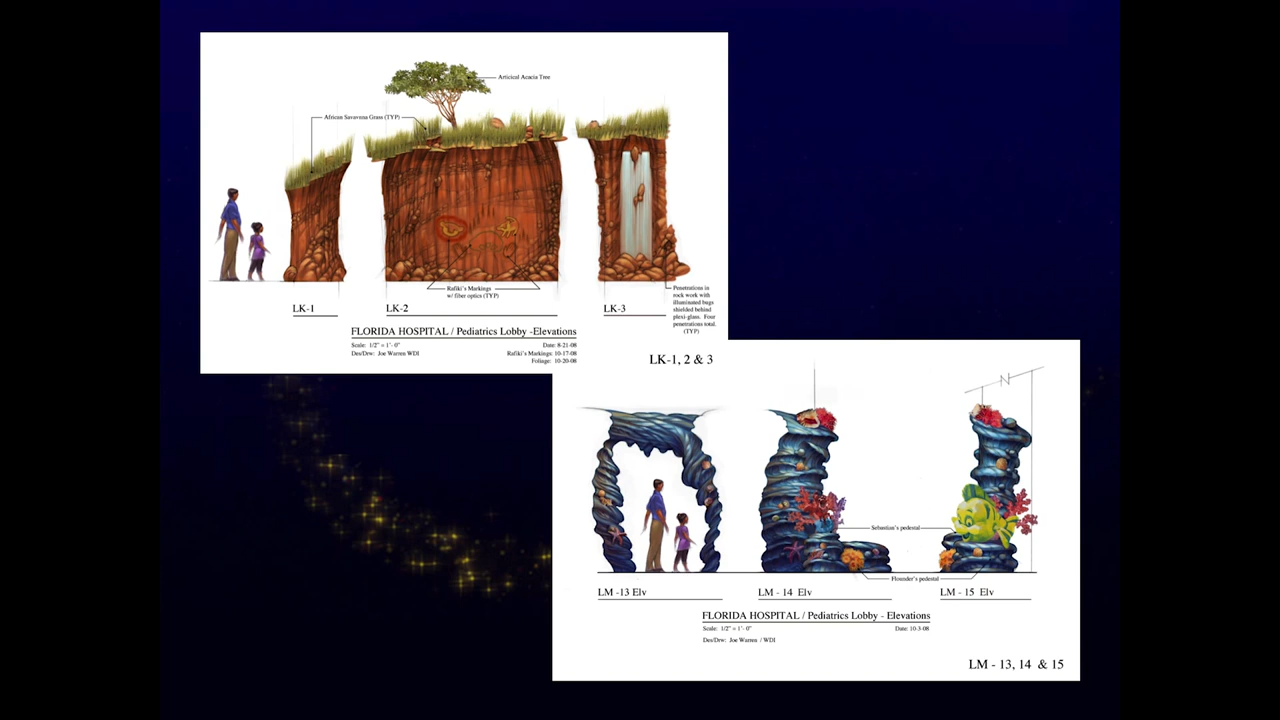 Articical Acacia Tree
African Savavnna Grass (TYP)
Rafiki's Markings
w/ fiber optics (TYP)
Penetrations in
rock work with
illuminated bugs
shielded behind
plexi-glass. Four
penetrations total.
(TYP)
LK-1
LK-2
LK-3
FLORIDA HOSPITAL / Pediatrics Lobby -Elevations
Scale: 1/2" = 1'- 0"
Date: 8-21-08
Des/Drw: Joe Warren WDI
Rafiki's Markings: 10-17-08
Foliage: 10-20-08
LK-1, 2 & 3
N
Sebastian's pedestal
Flounder's pedestal
LM -13 Elv
LM - 14 Elv
LM - 15 Elv
FLORIDA HOSPITAL / Pediatrics Lobby - Elevations
Scale: 1/2" = 1'- 0"
Date: 10-3-08
Des/Drw: Joe Warren / WDI
LM - 13, 14 & 15